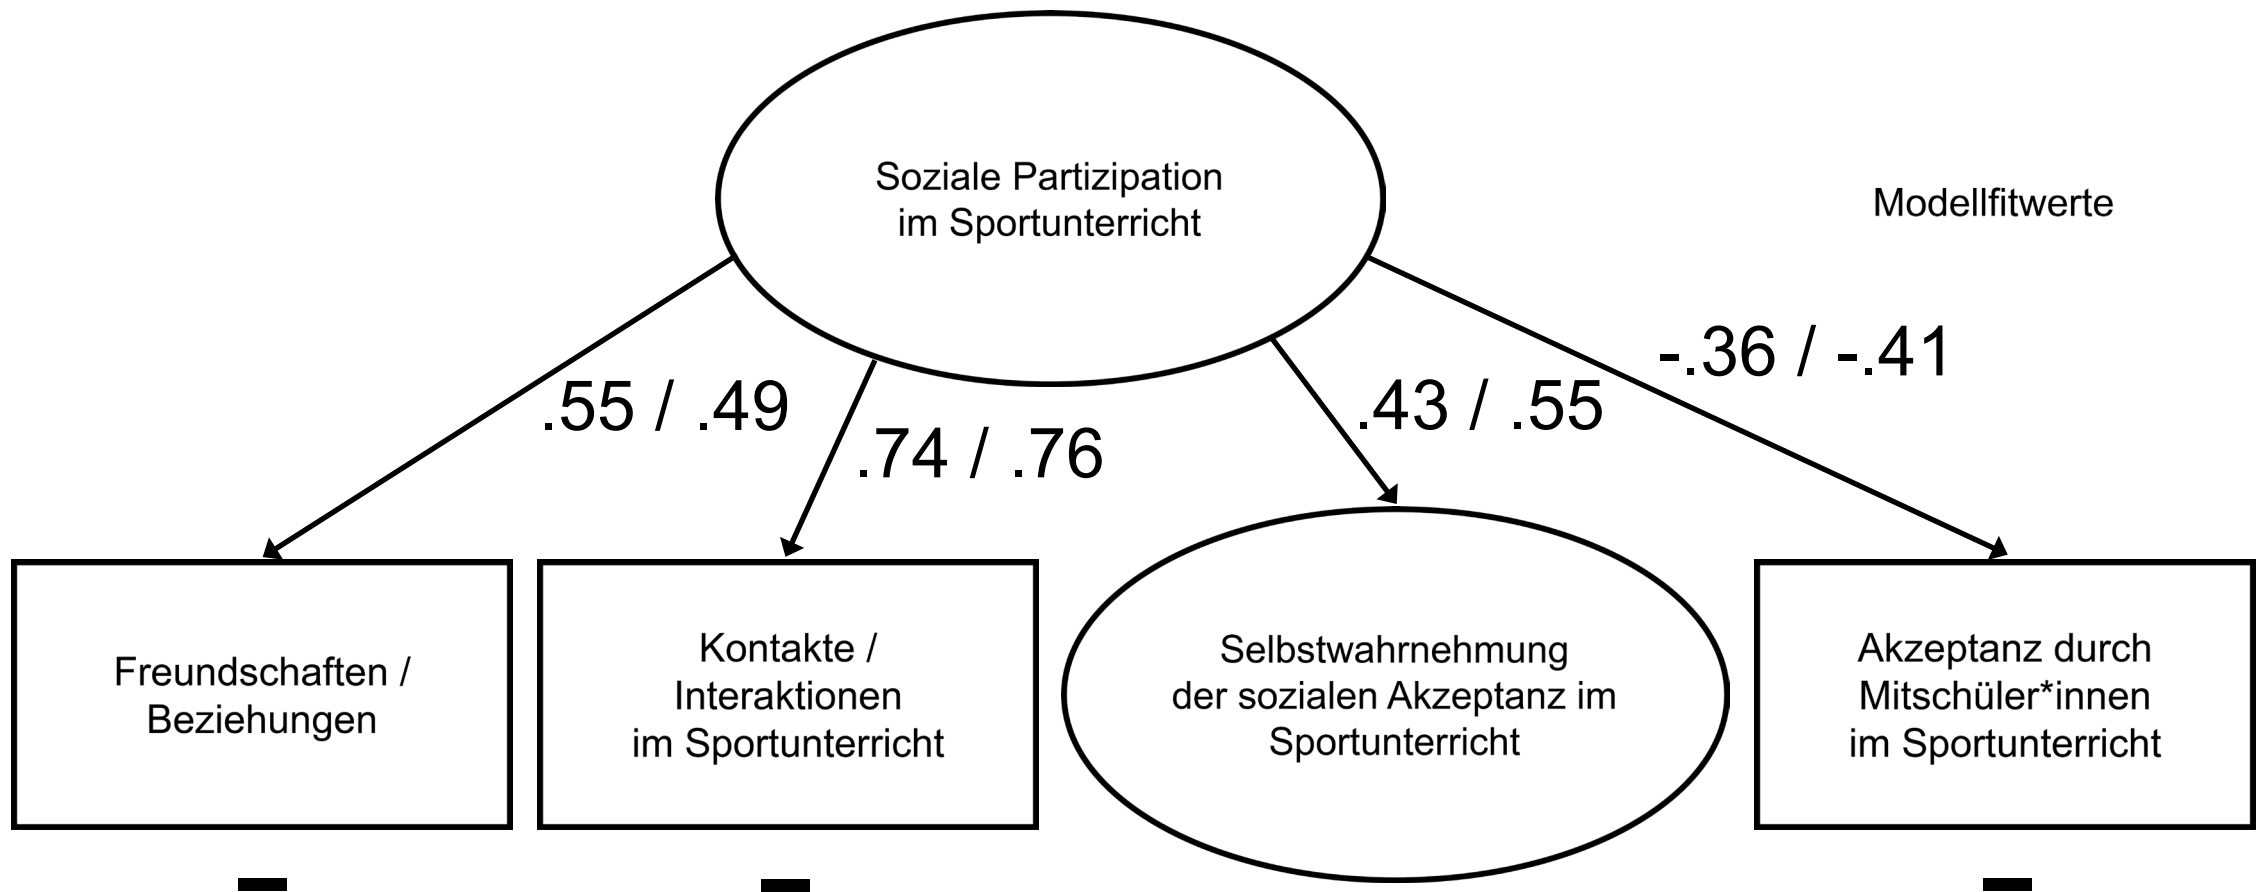 Soziale Partizipation
im Sportunterricht
Modellfitwerte
-.36 / -.41
.55 / .49
.43 / .55
.74 / .76
Freundschaften /
Beziehungen
Kontakte /
Interaktionen
im Sportunterricht
Selbstwahrnehmung
der sozialen Akzeptanz im
Sportunterricht
Akzeptanz durch
Mitschüler*innen
im Sportunterricht